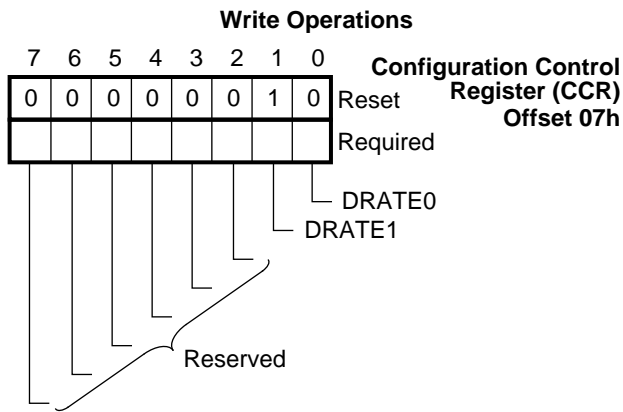 Write Operations
7 6 5 4 3 2 1 0
Configuration Control
Register (CCR)
Offset 07h
0 0 0 0 0 0 1 0 Reset
Required
DRATE0
DRATE1
Reserved